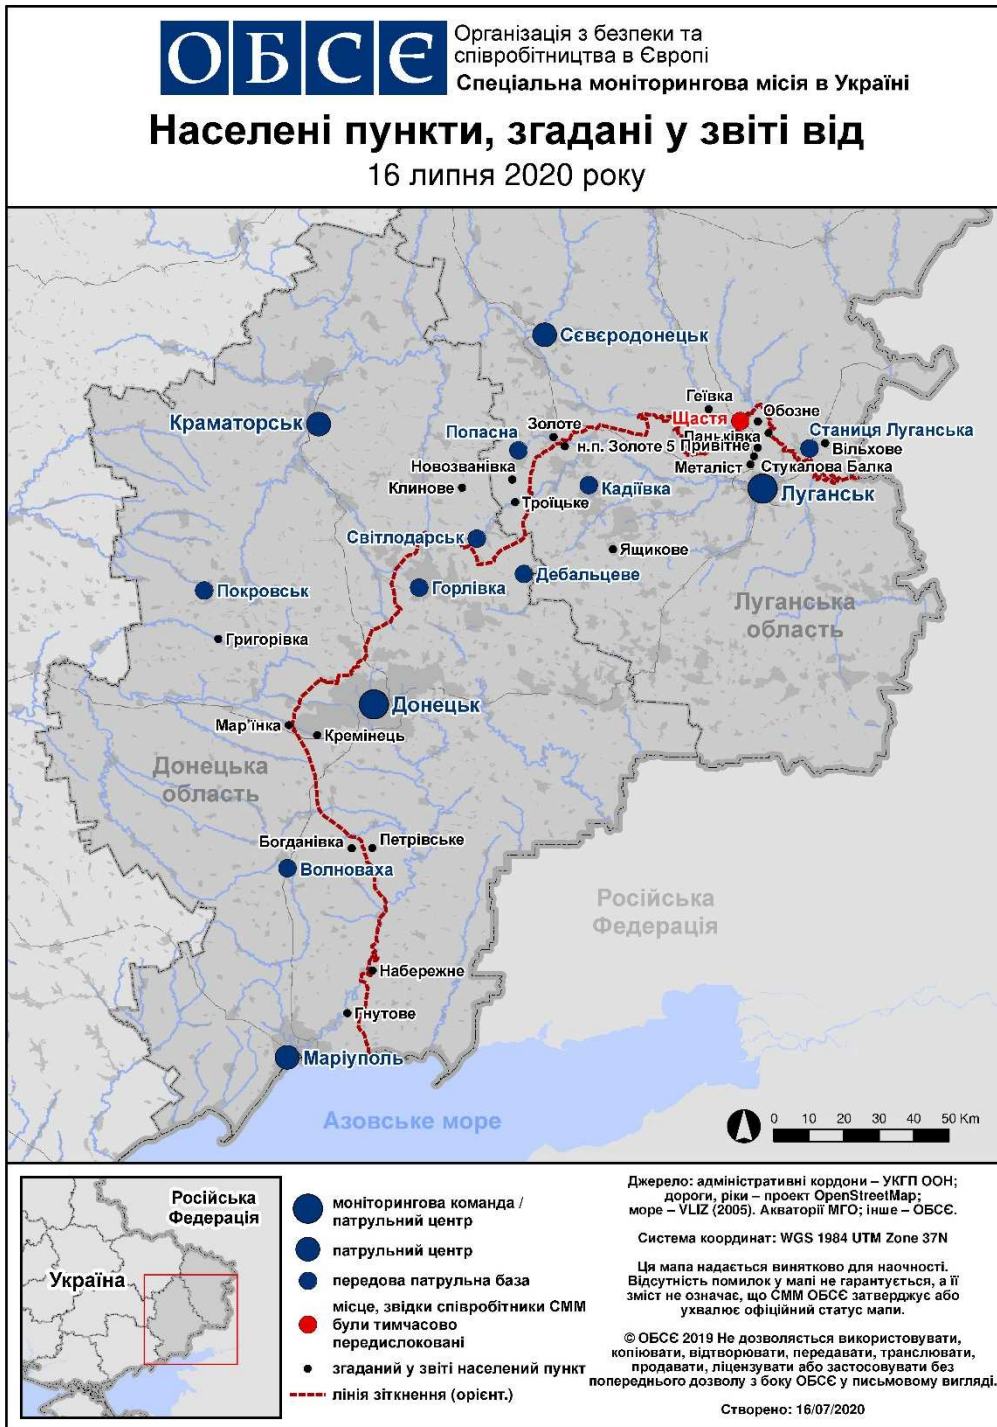 ОБСЄ
Організація з безпеки та
співробітництва в Європі
Спеціальна моніторингова місія в Україні
Населені пункти, згадані у звіті від
16 липня 2020 року
Сєвєродонецьк
Геївка
Щастя
Обозне
Краматорськ
Золоте
Попасна
н.п. Золоте 5
Паньківка
Привітне
Станиця Луганська
Вільхове
Новозванівка
Металіст
Стукалова Балка
Клинове
Кадіївка
Луганськ
Троїцьке
Світлодарськ
Ящикове
Дебальцеве
Покровськ
Горлівка
Луганська
область
Григорівка
Донецьк
Мар'їнка
Кремінець
Донецька
область
Богданівка
Петрівське
Волноваха
Російська
Федерація
Набережне
Гнутове
Маріуполь
Азовське море
0 10 20 30 40 50 Km
Російська
Федерація
Україна
моніторингова команда /
патрульний центр
патрульний центр
передова патрульна база
місце, звідки співробітники СММ
були тимчасово
передислоковані
згаданий у звіті населений пункт
лінія зіткнення (орієнт.)
Джерело: адміністративні кордони – УКГП ООН;
дороги, ріки – проект OpenStreetMap;
море – VLIZ (2005). Акваторії МГО; інше – ОБСЄ.
Система координат: WGS 1984 UTM Zone 37N
Ця мапа надається винятково для наочності.
Відсутність помилок у мапі не гарантується, а її
зміст не означає, що СММ ОБСЄ затверджує або
ухвалює офіційний статус мапи.
© ОБСЄ 2019 Не дозволяється використовувати,
копіювати, відтворювати, передавати, транслювати,
продавати, ліцензувати або застосовувати без
попереднього дозволу з боку ОБСЄ у письмовому вигляді.
Створено: 16/07/2020